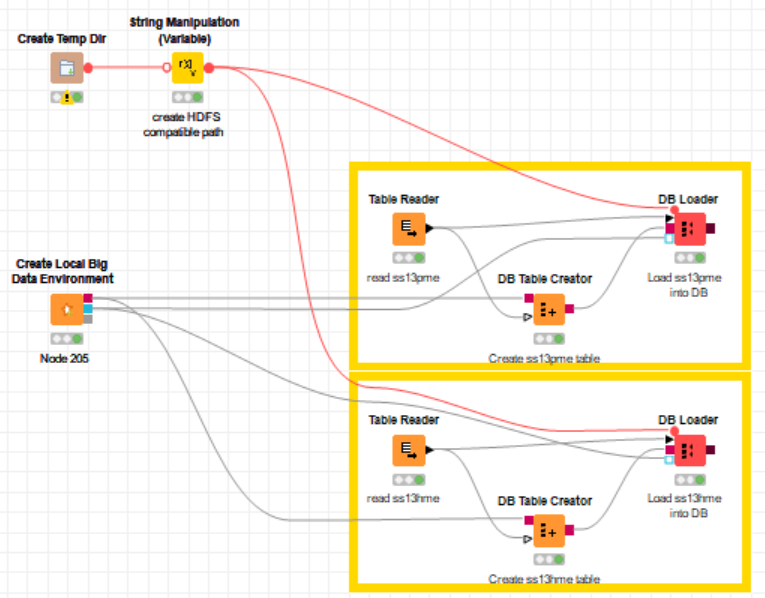 String Manipulation
(Variable)
Create Temp Dir
create HDFS
compatible path
Table Reader
DB Loader
read ss13pme
DB Table Creator
Load ss13pme
into DB
Create Local Big
Data Environment
Node 205
Create ss13pme table
Table Reader
DB Loader
read ss13hme
DB Table Creator
Load ss13hme
into DB
Create ss13hme table